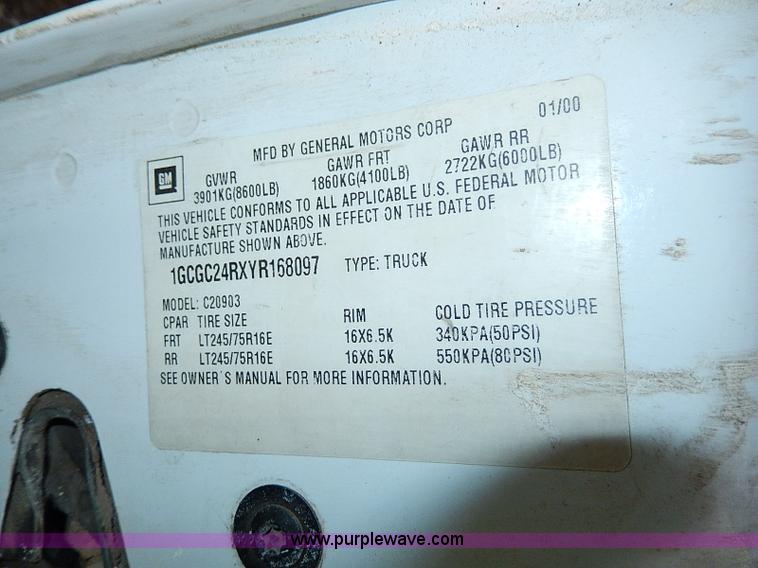 01/00
MFD BY GENERAL MOTORS CORP
GM
GVWR GAWR FRT GAWR RR
3901KG(8600LB) 1860KG(4100LB) 2722KG(6000LB)
THIS VEHICLE CONFORMS TO ALL APPLICABLE U.S. FEDERAL MOTOR
VEHICLE SAFETY STANDARDS IN EFFECT ON THE DATE OF
MANUFACTURE SHOWN ABOVE.
1GCGC24RXYR168097 TYPE: TRUCK
MODEL: C20903
CPAR TIRE SIZE RIM COLD TIRE PRESSURE
FRT LT245/75R16E 16X6.5K 340KPA(50PSI)
RR LT245/75R16E 16X6.5K 550KPA(80PSI)
SEE OWNER'S MANUAL FOR MORE INFORMATION.
www.purplewave.com